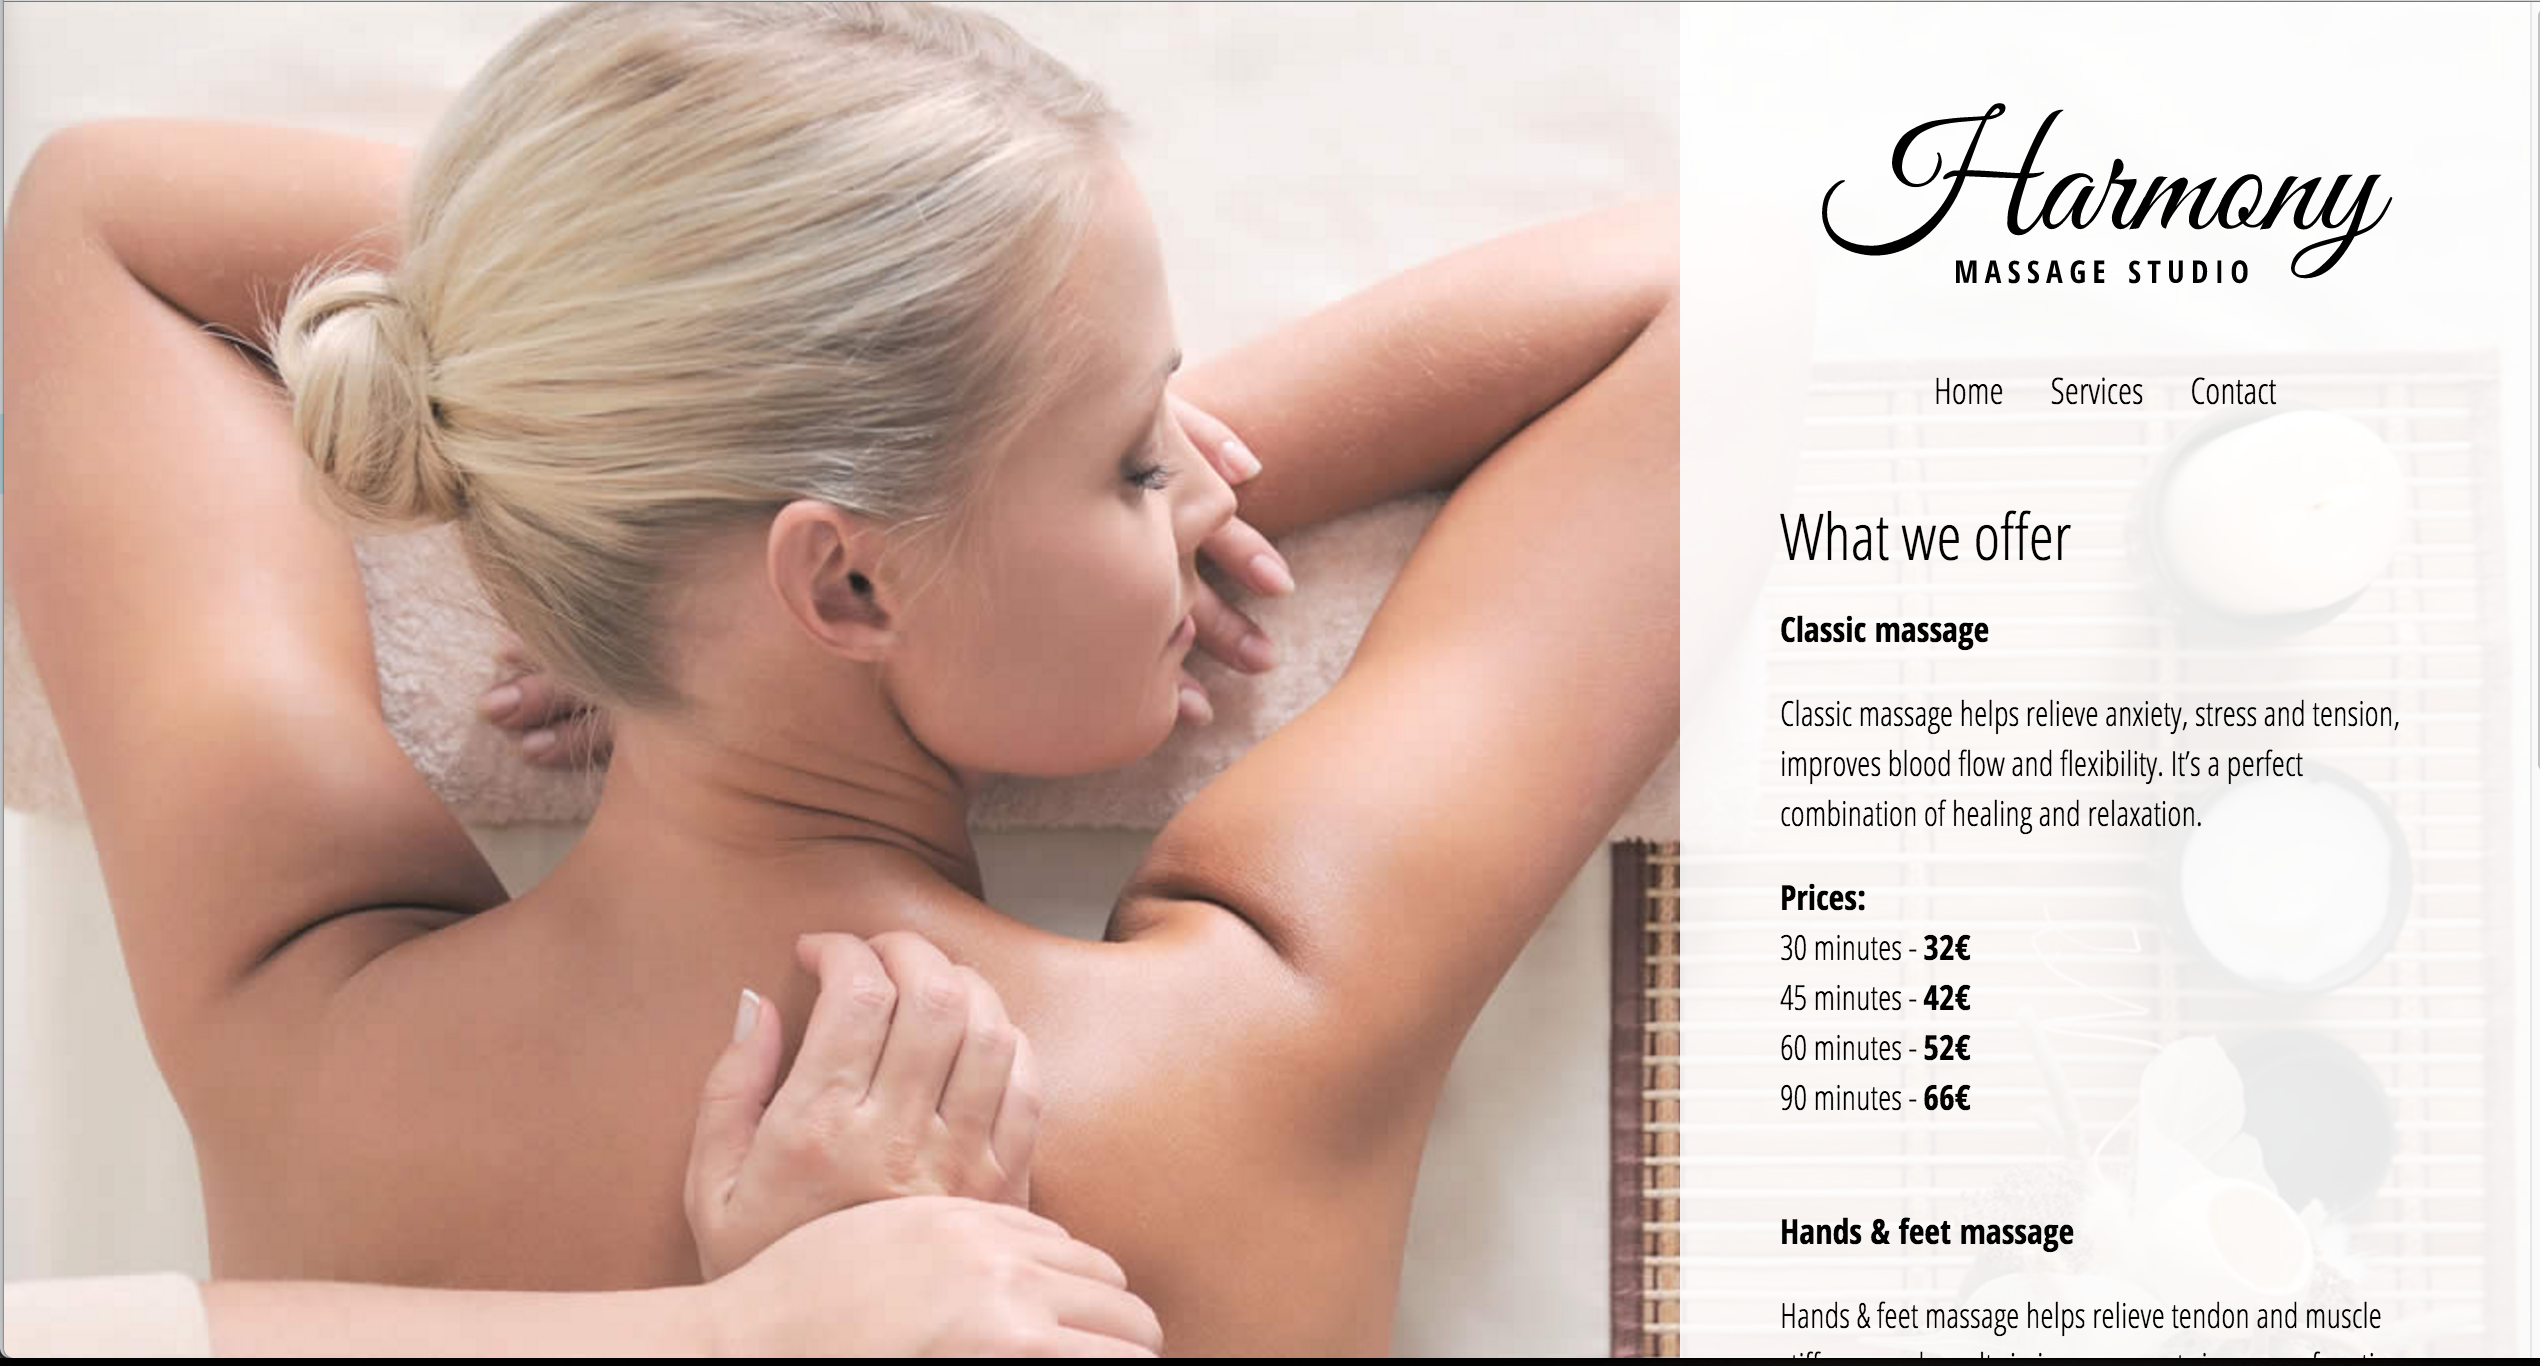 Harmony
MASSAGE STUDIO
Home Services Contact
What we offer
Classic massage
Classic massage helps relieve anxiety, stress and tension,
improves blood flow and flexibility. It’s a perfect
combination of healing and relaxation.
Prices:
30 minutes - 32€
45 minutes - 42€
60 minutes - 52€
90 minutes - 66€
Hands & feet massage
Hands & feet massage helps relieve tendon and muscle